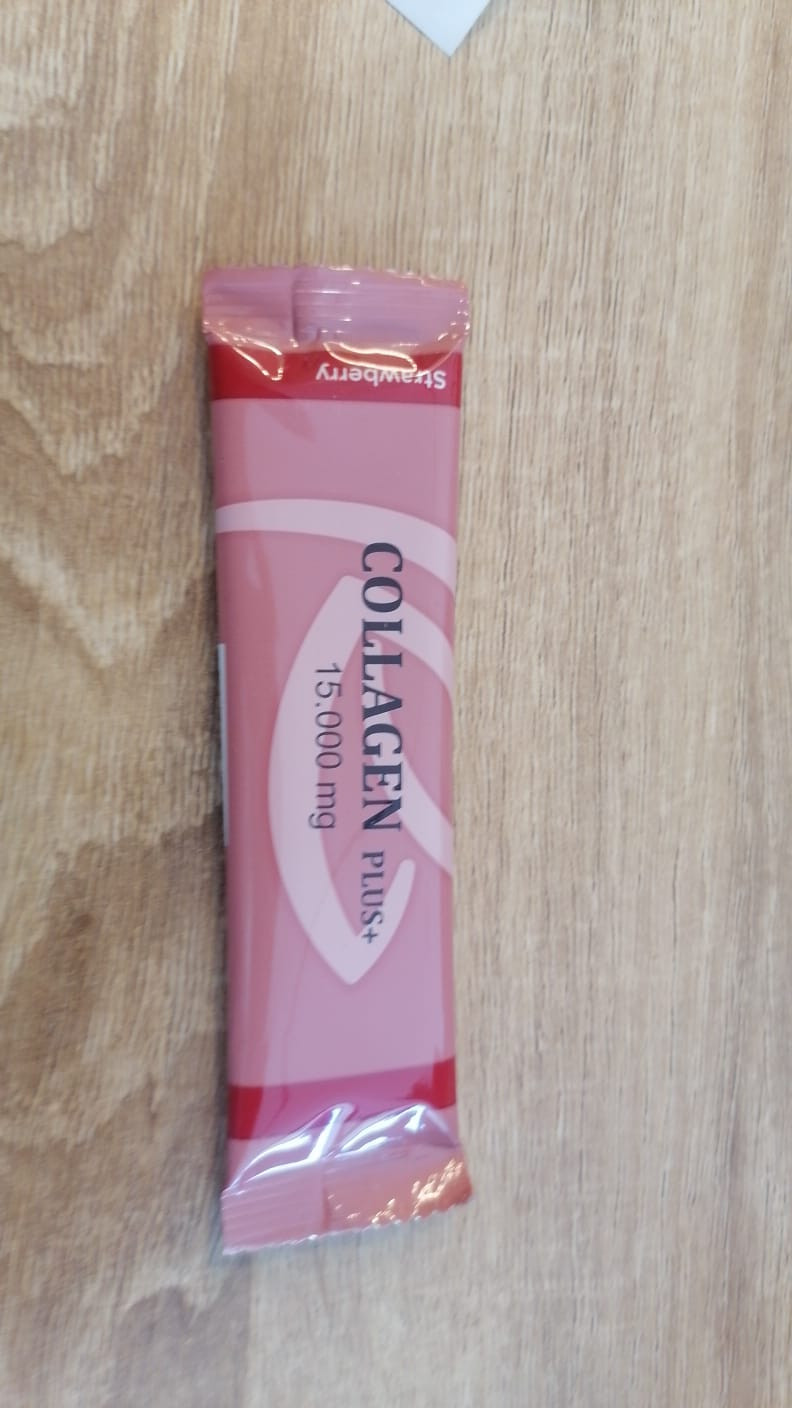 Strawberry
COLLAGEN PLUS+
15.000 mg